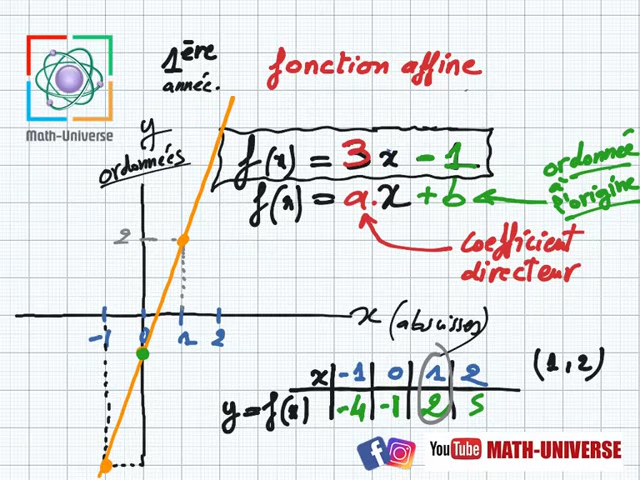 1ère
année.
fonction affine
Math-Universe
y
ordonnées
f(x) = 3x - 1
ordonnée
à
l'origine
f(x) = a.x + b
2
coefficient
directeur
-1 0 1 2
x (abscisses)
x -1 0 1 2
(1,2)
y = f(x) -4 -1 2 5
YouTube MATH-UNIVERSE